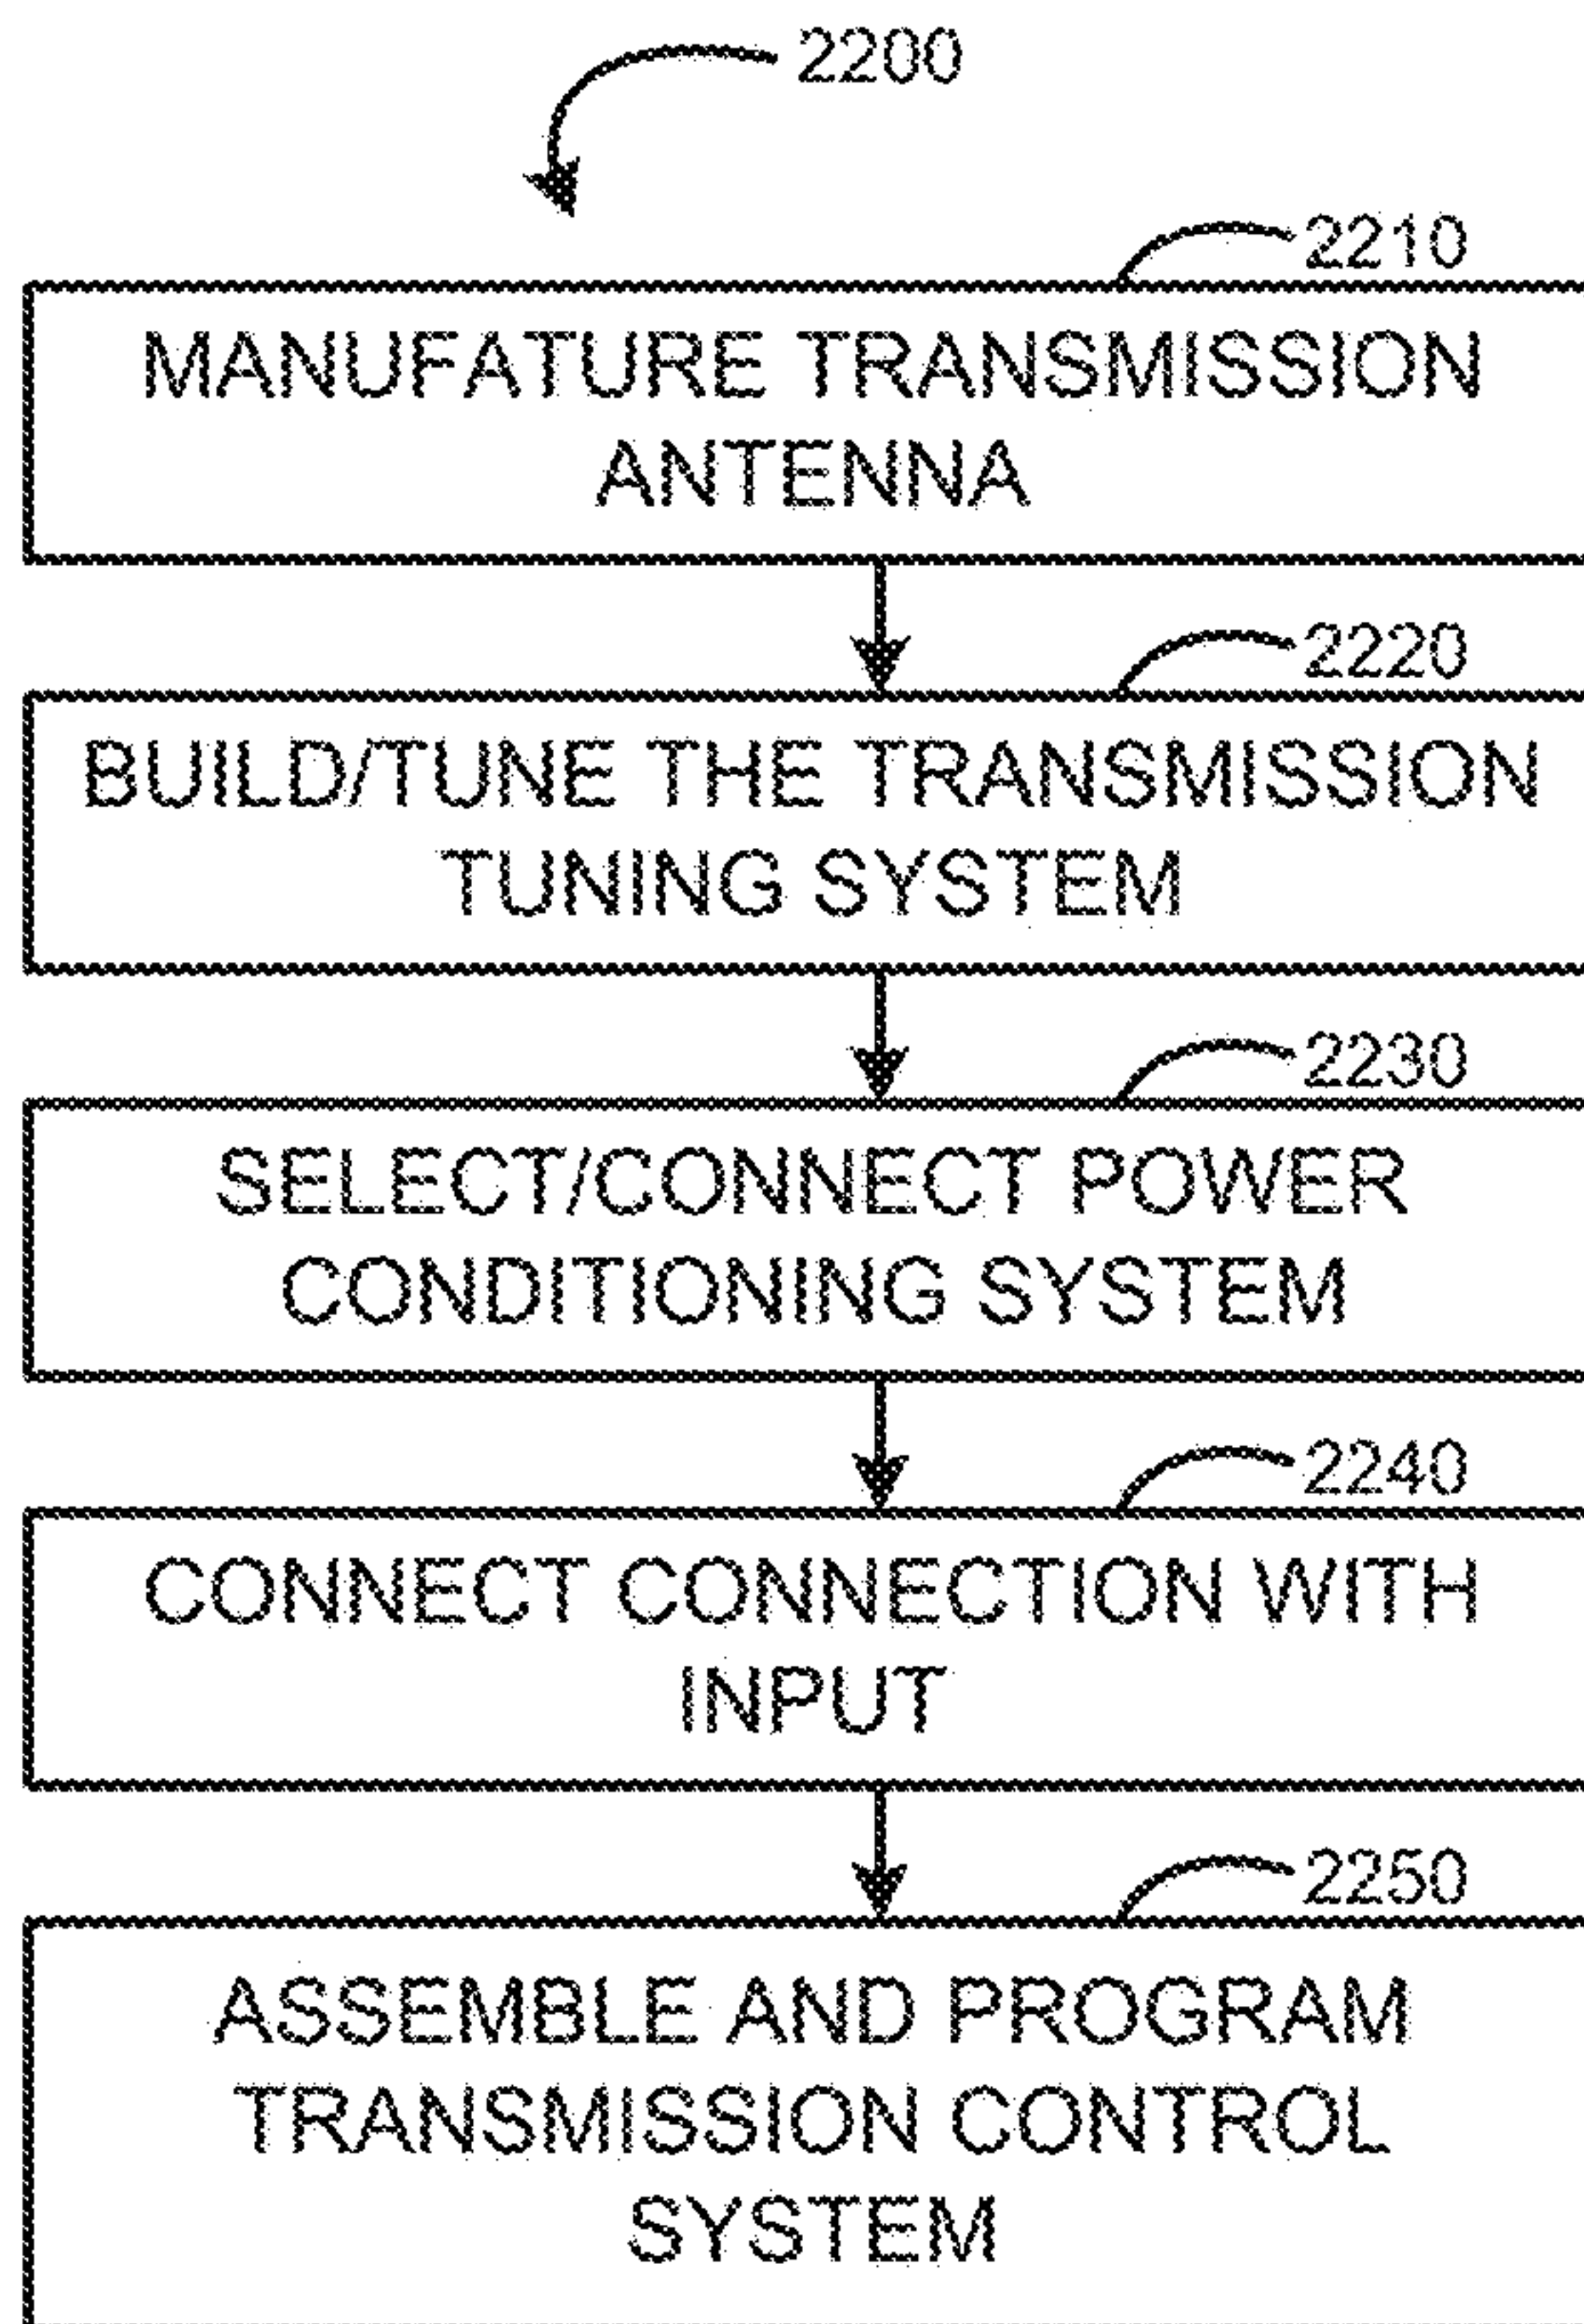 2200
2210
MANUFATURE TRANSMISSION
ANTENNA
2220
BUILD/TUNE THE TRANSMISSION
TUNING SYSTEM
2230
SELECT/CONNECT POWER
CONDITIONING SYSTEM
2240
CONNECT CONNECTION WITH
INPUT
2250
ASSEMBLE AND PROGRAM
TRANSMISSION CONTROL
SYSTEM